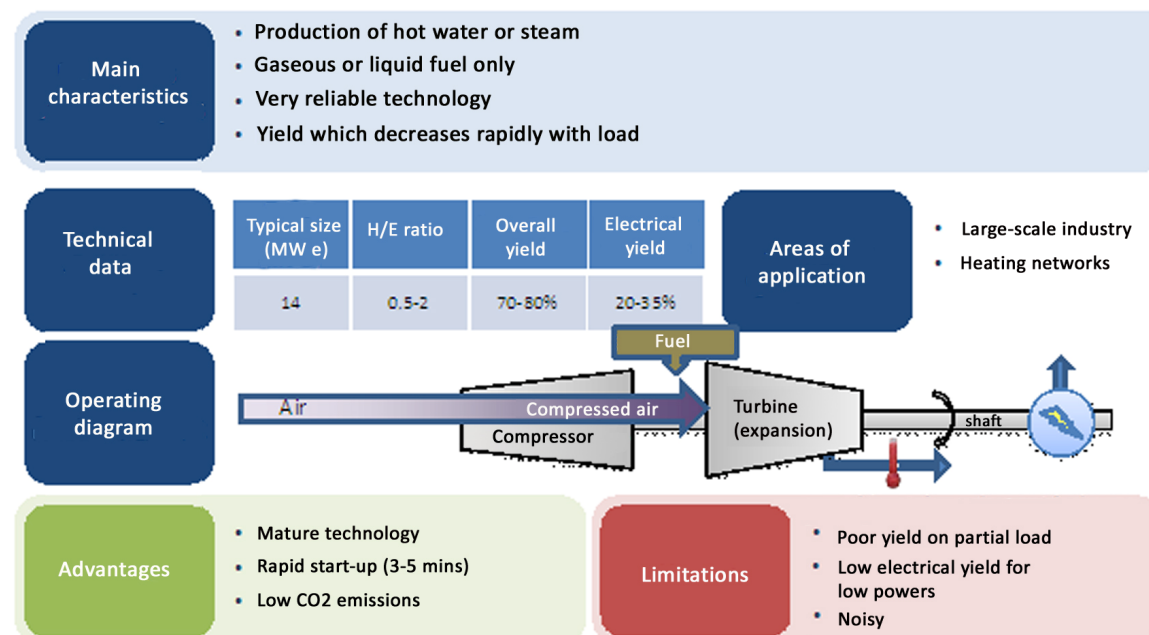 Main
characteristics
• Production of hot water or steam
• Gaseous or liquid fuel only
• Very reliable technology
• Yield which decreases rapidly with load
Technical
data
Typical size
(MW e)
H/E ratio
Overall
yield
Electrical
yield
14
0.5-2
70-80%
20-35%
Areas of
application
• Large-scale industry
• Heating networks
Operating
diagram
Fuel
Air
Compressed air
Compressor
Turbine
(expansion)
shaft
Advantages
• Mature technology
• Rapid start-up (3-5 mins)
• Low CO2 emissions
Limitations
• Poor yield on partial load
• Low electrical yield for
low powers
• Noisy